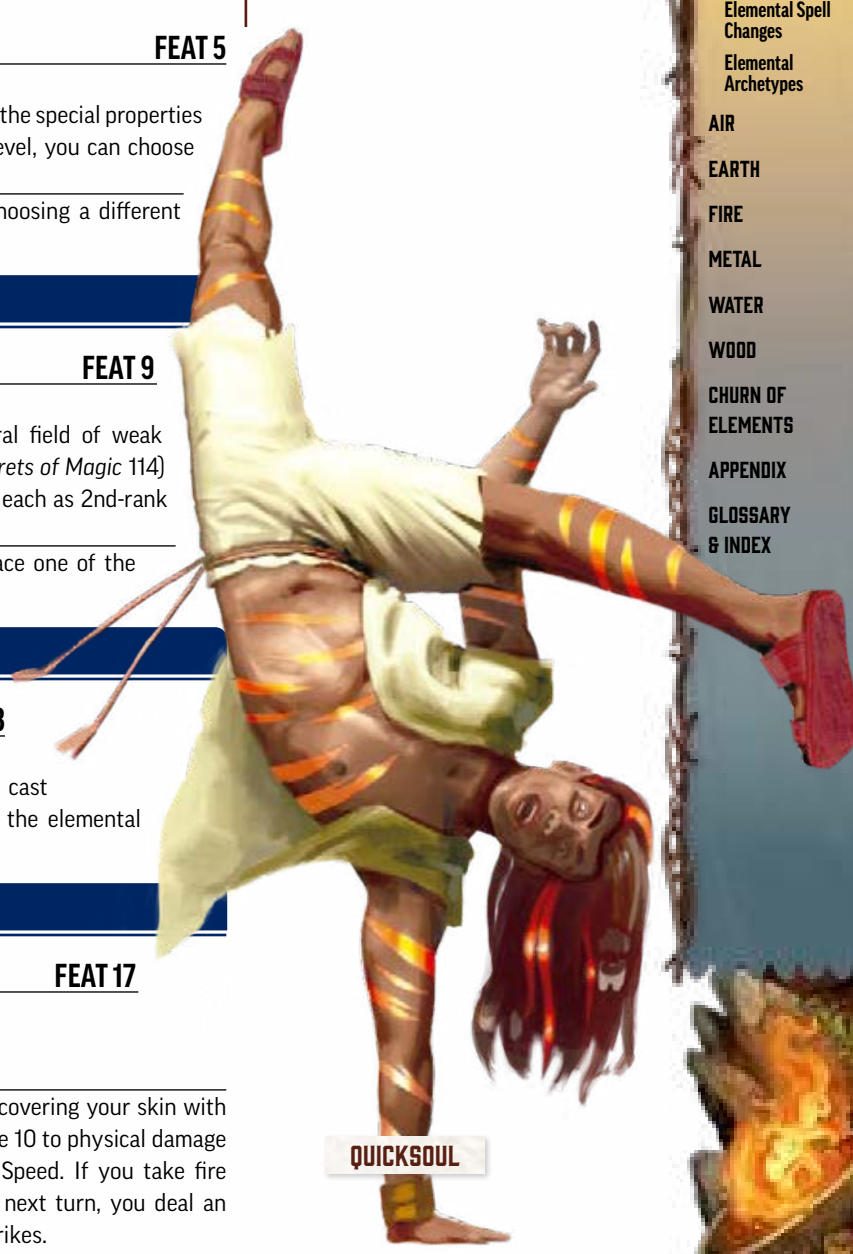 FEAT 5
the special properties
evel, you can choose
hoosing a different
FEAT 9
ral field of weak
rets of Magic 114)
each as 2nd-rank
ace one of the
8
cast
the elemental
FEAT 17
covering your skin with
e 10 to physical damage
Speed. If you take fire
next turn, you deal an
rikes.
QUICKSOUL
Elemental Spell
Changes
Elemental
Archetypes
AIR
EARTH
FIRE
METAL
WATER
WOOD
CHURN OF
ELEMENTS
APPENDIX
GLOSSARY
& INDEX